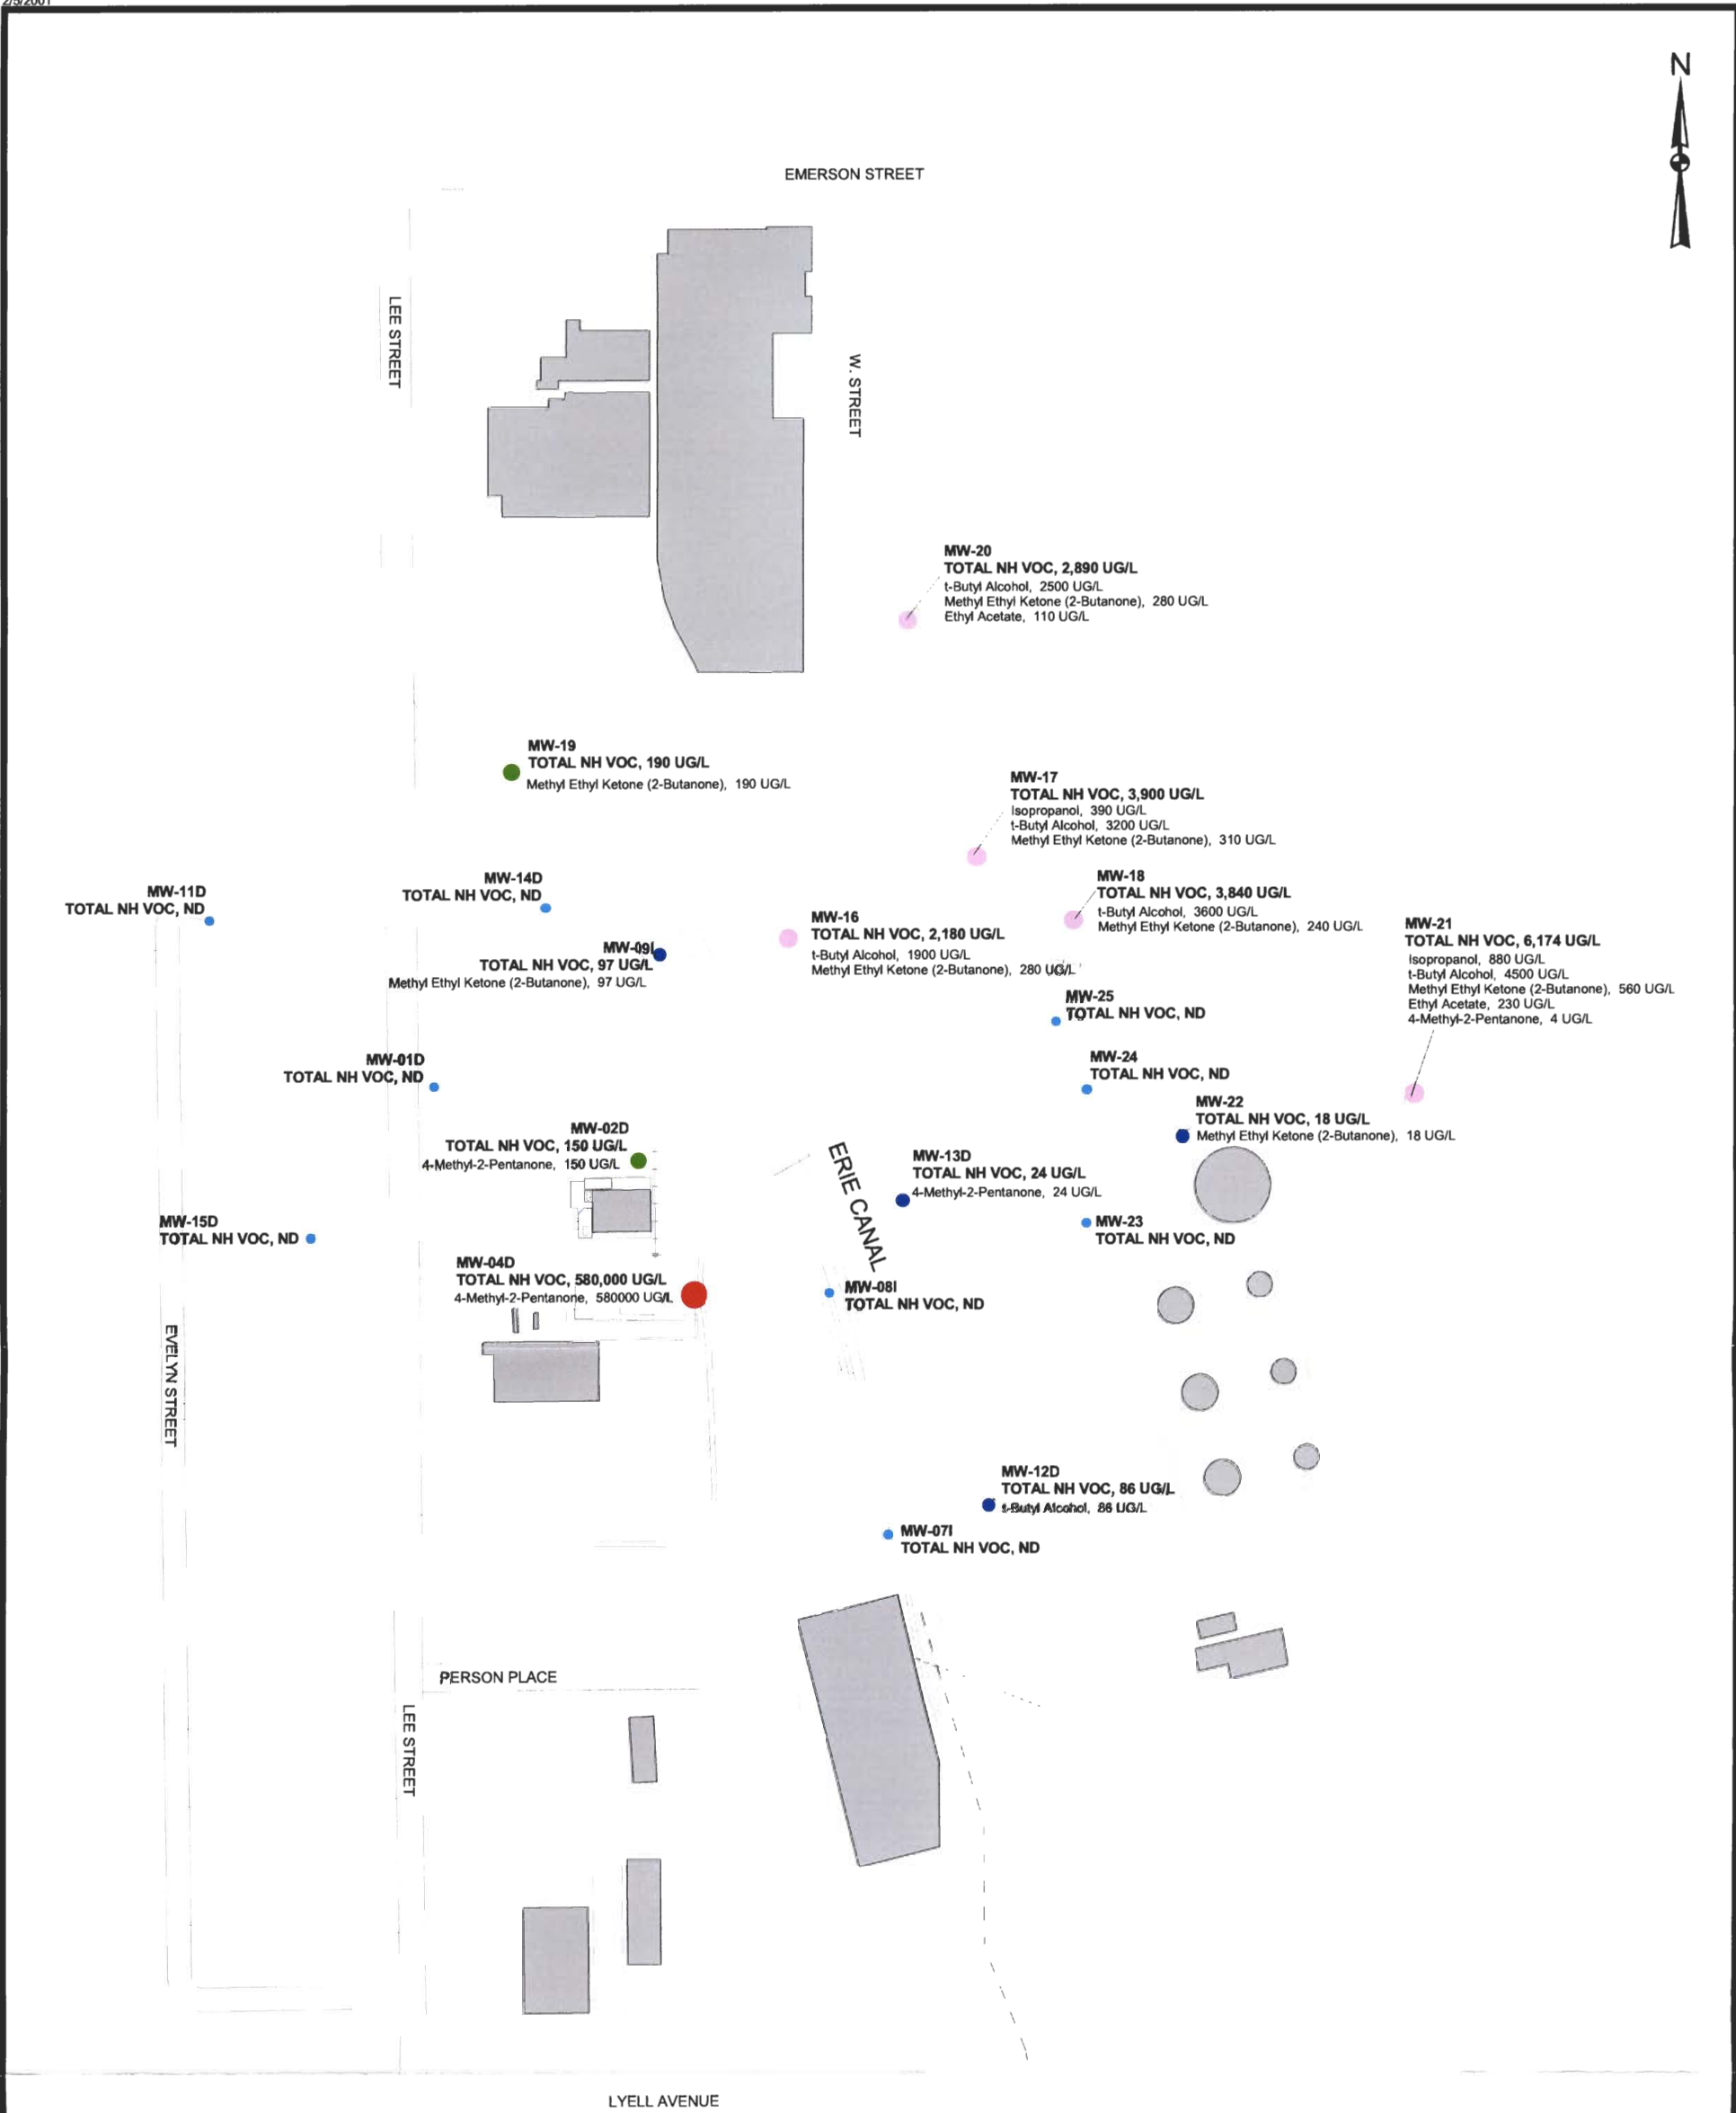 2/5/2001
N
EMERSON STREET
LEE STREET
W. STREET
MW-20
TOTAL NH VOC, 2,890 UG/L
t-Butyl Alcohol, 2500 UG/L
Methyl Ethyl Ketone (2-Butanone), 280 UG/L
Ethyl Acetate, 110 UG/L
MW-19
TOTAL NH VOC, 190 UG/L
Methyl Ethyl Ketone (2-Butanone), 190 UG/L
MW-17
TOTAL NH VOC, 3,900 UG/L
Isopropanol, 390 UG/L
t-Butyl Alcohol, 3200 UG/L
Methyl Ethyl Ketone (2-Butanone), 310 UG/L
MW-11D
TOTAL NH VOC, ND
MW-14D
TOTAL NH VOC, ND
MW-18
TOTAL NH VOC, 3,840 UG/L
t-Butyl Alcohol, 3600 UG/L
Methyl Ethyl Ketone (2-Butanone), 240 UG/L
MW-16
TOTAL NH VOC, 2,180 UG/L
t-Butyl Alcohol, 1900 UG/L
Methyl Ethyl Ketone (2-Butanone), 280 UG/L
MW-21
TOTAL NH VOC, 6,174 UG/L
Isopropanol, 880 UG/L
t-Butyl Alcohol, 4500 UG/L
Methyl Ethyl Ketone (2-Butanone), 560 UG/L
Ethyl Acetate, 230 UG/L
4-Methyl-2-Pentanone, 4 UG/L
MW-09I
TOTAL NH VOC, 97 UG/L
Methyl Ethyl Ketone (2-Butanone), 97 UG/L
MW-25
TOTAL NH VOC, ND
MW-01D
TOTAL NH VOC, ND
MW-24
TOTAL NH VOC, ND
MW-22
TOTAL NH VOC, 18 UG/L
Methyl Ethyl Ketone (2-Butanone), 18 UG/L
MW-02D
TOTAL NH VOC, 150 UG/L
4-Methyl-2-Pentanone, 150 UG/L
ERIE CANAL
MW-13D
TOTAL NH VOC, 24 UG/L
4-Methyl-2-Pentanone, 24 UG/L
MW-15D
TOTAL NH VOC, ND
MW-23
TOTAL NH VOC, ND
MW-04D
TOTAL NH VOC, 580,000 UG/L
4-Methyl-2-Pentanone, 580000 UG/L
MW-08I
TOTAL NH VOC, ND
EVELYN STREET
MW-12D
TOTAL NH VOC, 86 UG/L
t-Butyl Alcohol, 86 UG/L
MW-07I
TOTAL NH VOC, ND
PERSON PLACE
LEE STREET
LYELL AVENUE